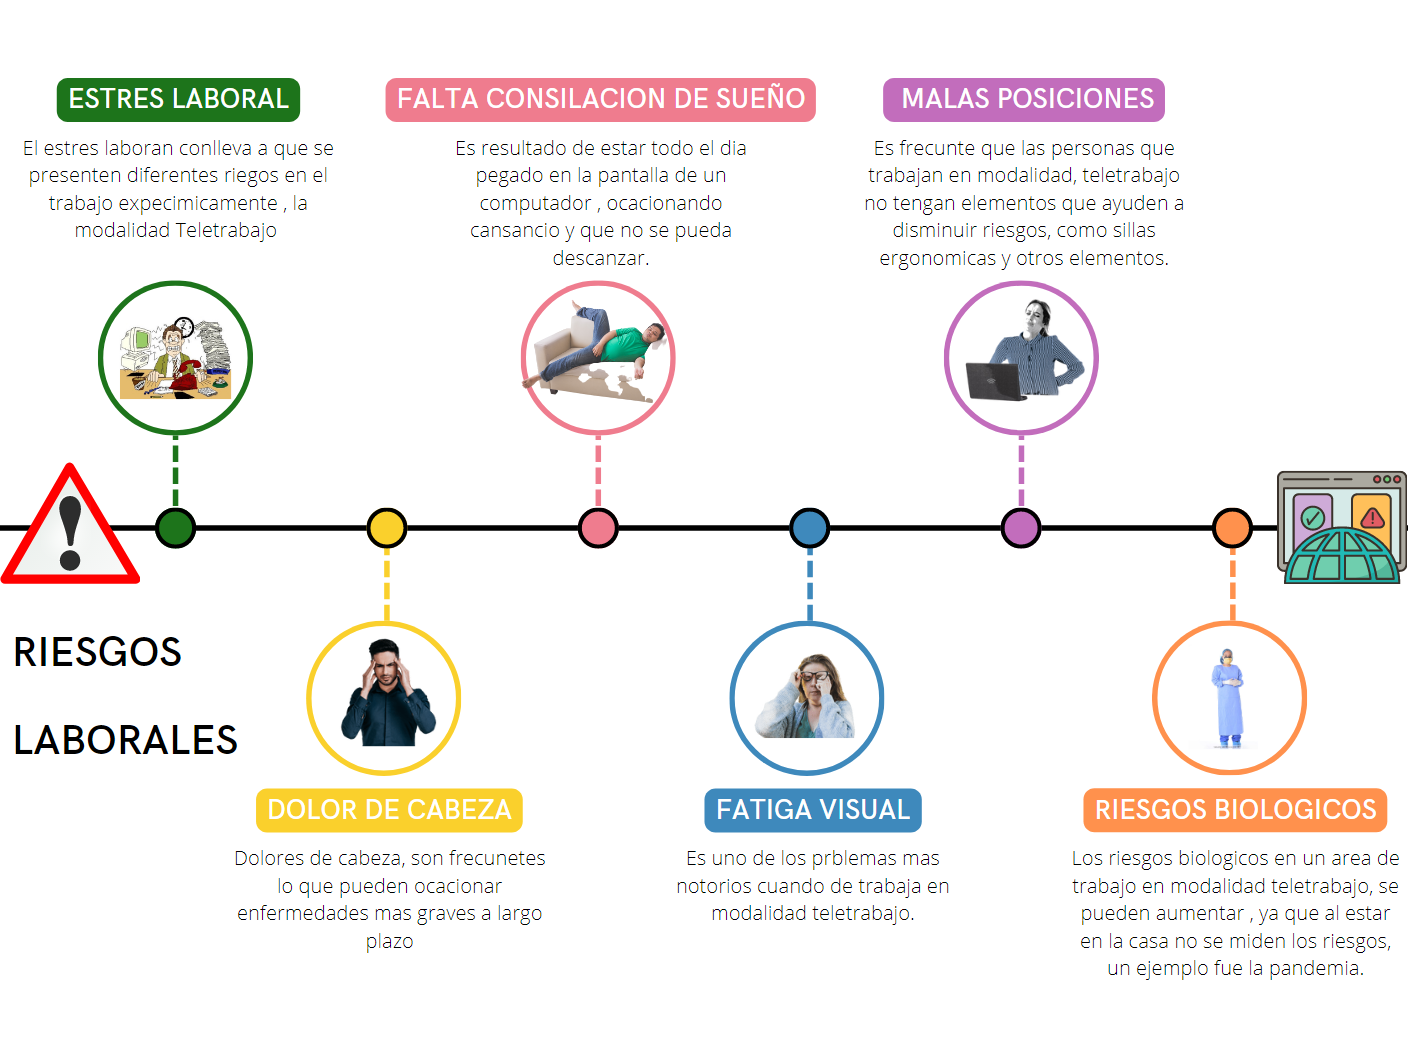 ESTRES LABORAL
El estres laboran conlleva a que se
presenten diferentes riegos en el
trabajo expecimicamente , la
modalidad Teletrabajo
FALTA CONSILACION DE SUEÑO
Es resultado de estar todo el dia
pegado en la pantalla de un
computador , ocacionando
cansancio y que no se pueda
descanzar.
MALAS POSICIONES
Es frecunte que las personas que
trabajan en modalidad, teletrabajo
no tengan elementos que ayuden a
disminuir riesgos, como sillas
ergonomicas y otros elementos.
RIESGOS
LABORALES
DOLOR DE CABEZA
Dolores de cabeza, son frecunetes
lo que pueden ocacionar
enfermedades mas graves a largo
plazo
FATIGA VISUAL
Es uno de los prblemas mas
notorios cuando de trabaja en
modalidad teletrabajo.
RIESGOS BIOLOGICOS
Los riesgos biologicos en un area de
trabajo en modalidad teletrabajo, se
pueden aumentar , ya que al estar
en la casa no se miden los riesgos,
un ejemplo fue la pandemia.